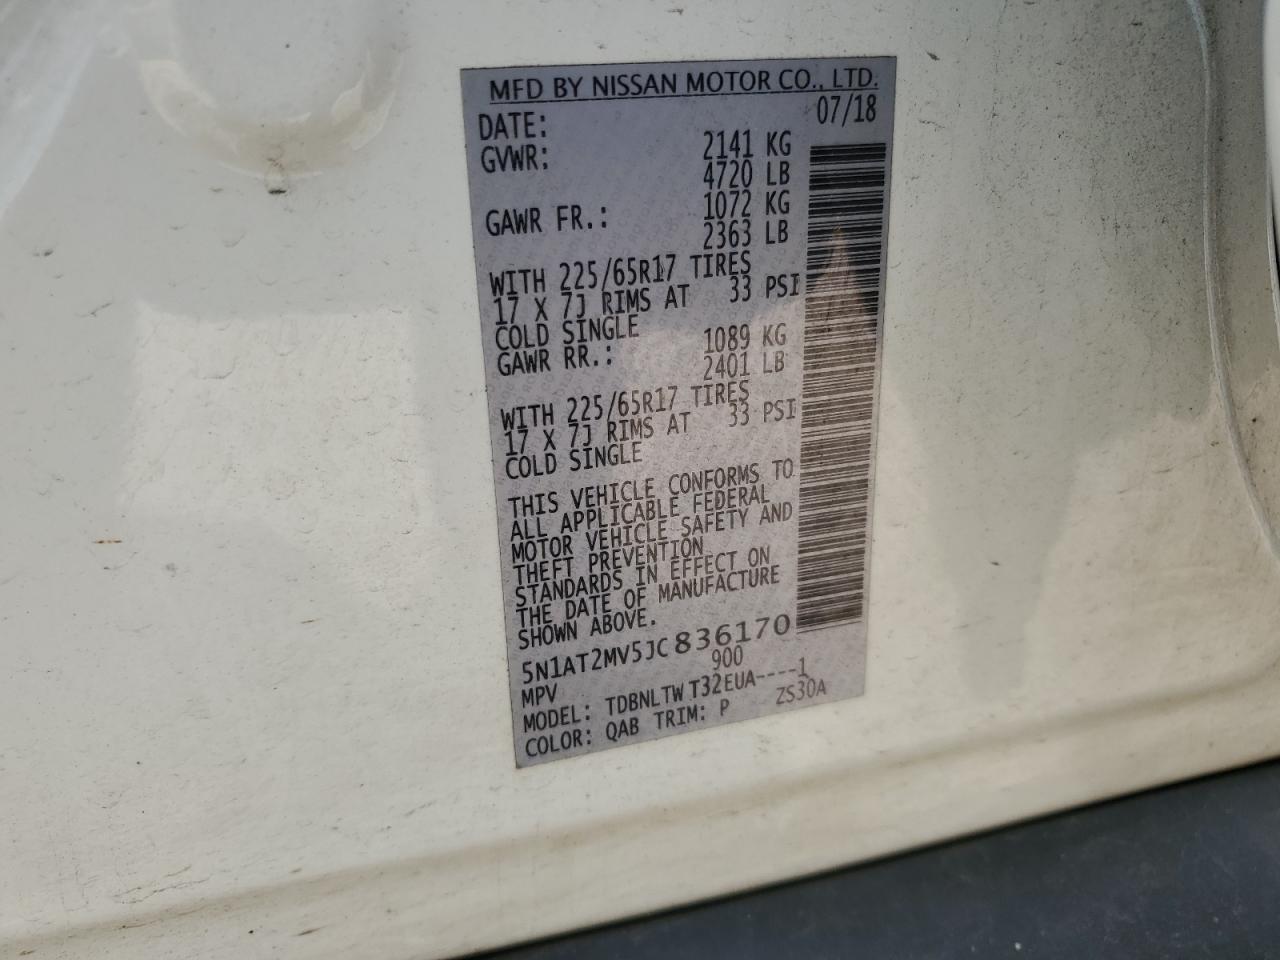 MFD BY NISSAN MOTOR CO., LTD.
DATE: 07/18
GVWR: 2141 KG
4720 LB
GAWR FR.: 1072 KG
2363 LB
WITH 225/65R17 TIRES
17 X 7J RIMS AT 33 PSI
COLD SINGLE
GAWR RR.: 1089 KG
2401 LB
WITH 225/65R17 TIRES
17 X 7J RIMS AT 33 PSI
COLD SINGLE
THIS VEHICLE CONFORMS TO
ALL APPLICABLE FEDERAL
MOTOR VEHICLE SAFETY AND
THEFT PREVENTION
STANDARDS IN EFFECT ON
THE DATE OF MANUFACTURE
SHOWN ABOVE.
5N1AT2MV5JC836170
MPV 900
MODEL: TDBNLTWT32EUA----1
COLOR: QAB TRIM: P ZS30A